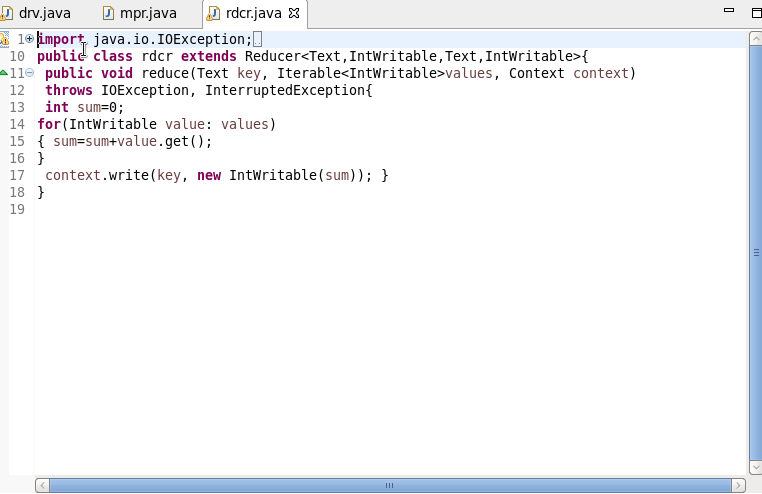 drv.java mpr.java rdcr.java
1 import java.io.IOException;
10 public class rdcr extends Reducer<Text,IntWritable,Text,IntWritable>{
11 public void reduce(Text key, Iterable<IntWritable>values, Context context)
12 throws IOException, InterruptedException{
13 int sum=0;
14 for(IntWritable value: values)
15 { sum=sum+value.get();
16 }
17 context.write(key, new IntWritable(sum)); }
18 }
19